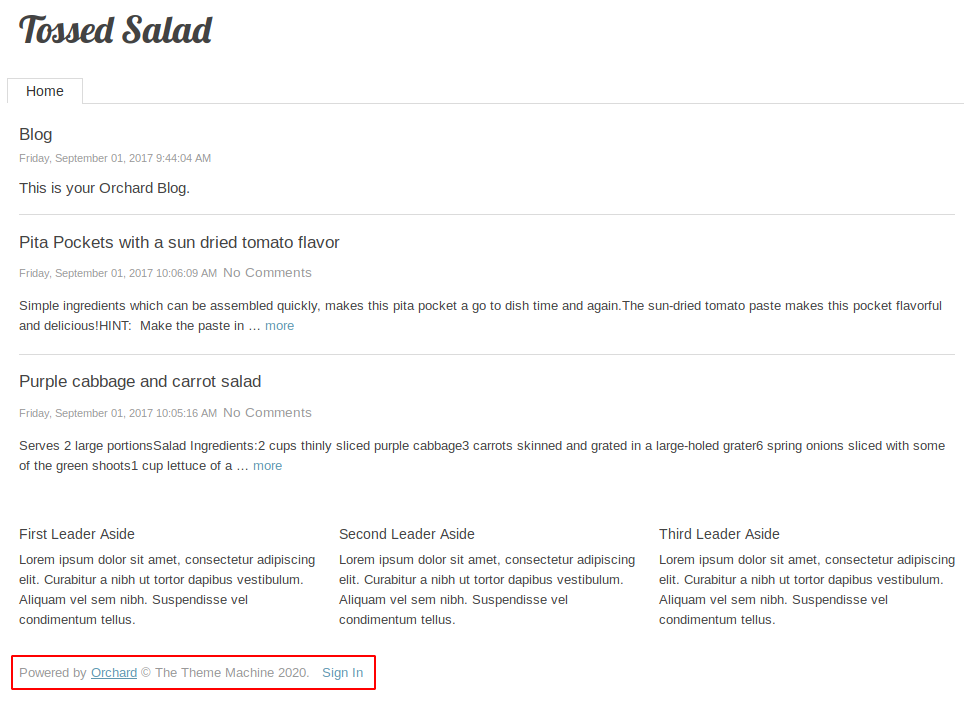 Tossed Salad
Home
Blog
Friday, September 01, 2017 9:44:04 AM
This is your Orchard Blog.
Pita Pockets with a sun dried tomato flavor
Friday, September 01, 2017 10:06:09 AM No Comments
Simple ingredients which can be assembled quickly, makes this pita pocket a go to dish time and again.The sun-dried tomato paste makes this pocket flavorful
and delicious!HINT:  Make the paste in … more
Purple cabbage and carrot salad
Friday, September 01, 2017 10:05:16 AM No Comments
Serves 2 large portionsSalad Ingredients:2 cups thinly sliced purple cabbage3 carrots skinned and grated in a large-holed grater6 spring onions sliced with some
of the green shoots1 cup lettuce of a … more
First Leader Aside
Lorem ipsum dolor sit amet, consectetur adipiscing
elit. Curabitur a nibh ut tortor dapibus vestibulum.
Aliquam vel sem nibh. Suspendisse vel
condimentum tellus.
Second Leader Aside
Lorem ipsum dolor sit amet, consectetur adipiscing
elit. Curabitur a nibh ut tortor dapibus vestibulum.
Aliquam vel sem nibh. Suspendisse vel
condimentum tellus.
Third Leader Aside
Lorem ipsum dolor sit amet, consectetur adipiscing
elit. Curabitur a nibh ut tortor dapibus vestibulum.
Aliquam vel sem nibh. Suspendisse vel
condimentum tellus.
Powered by Orchard © The Theme Machine 2020. Sign In